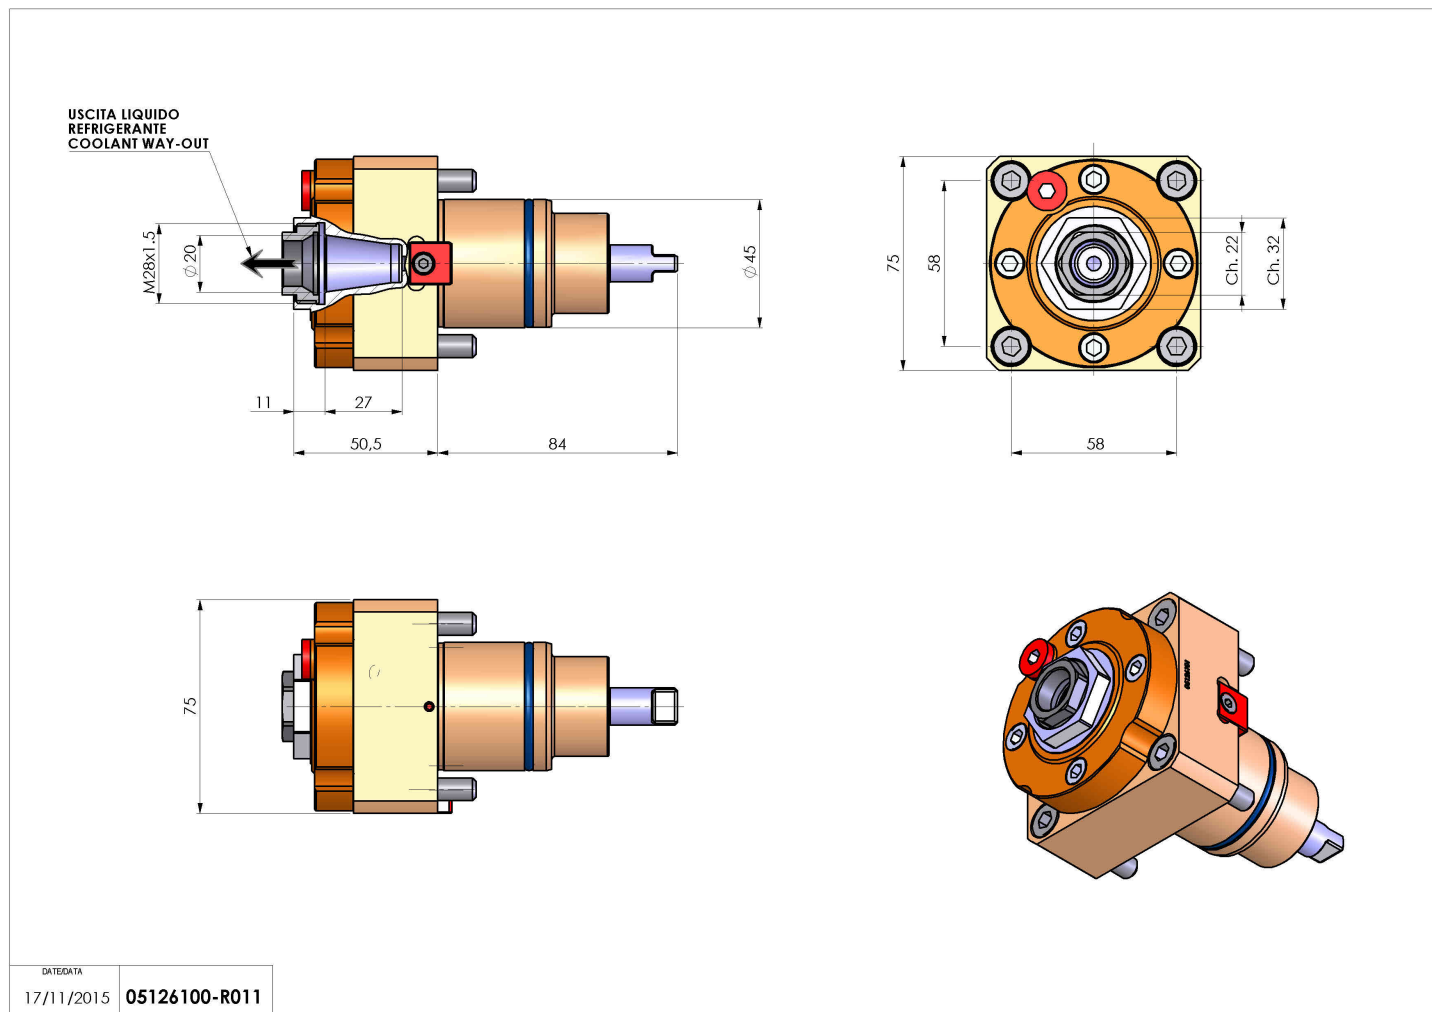 USCITA LIQUIDO
REFRIGERANTE
COOLANT WAY-OUT
M28x1.5
∅20
∅45
11
27
50,5
84
75
58
Ch. 22
Ch. 32
58
75
DATE/DATA
17/11/2015
05126100-R011